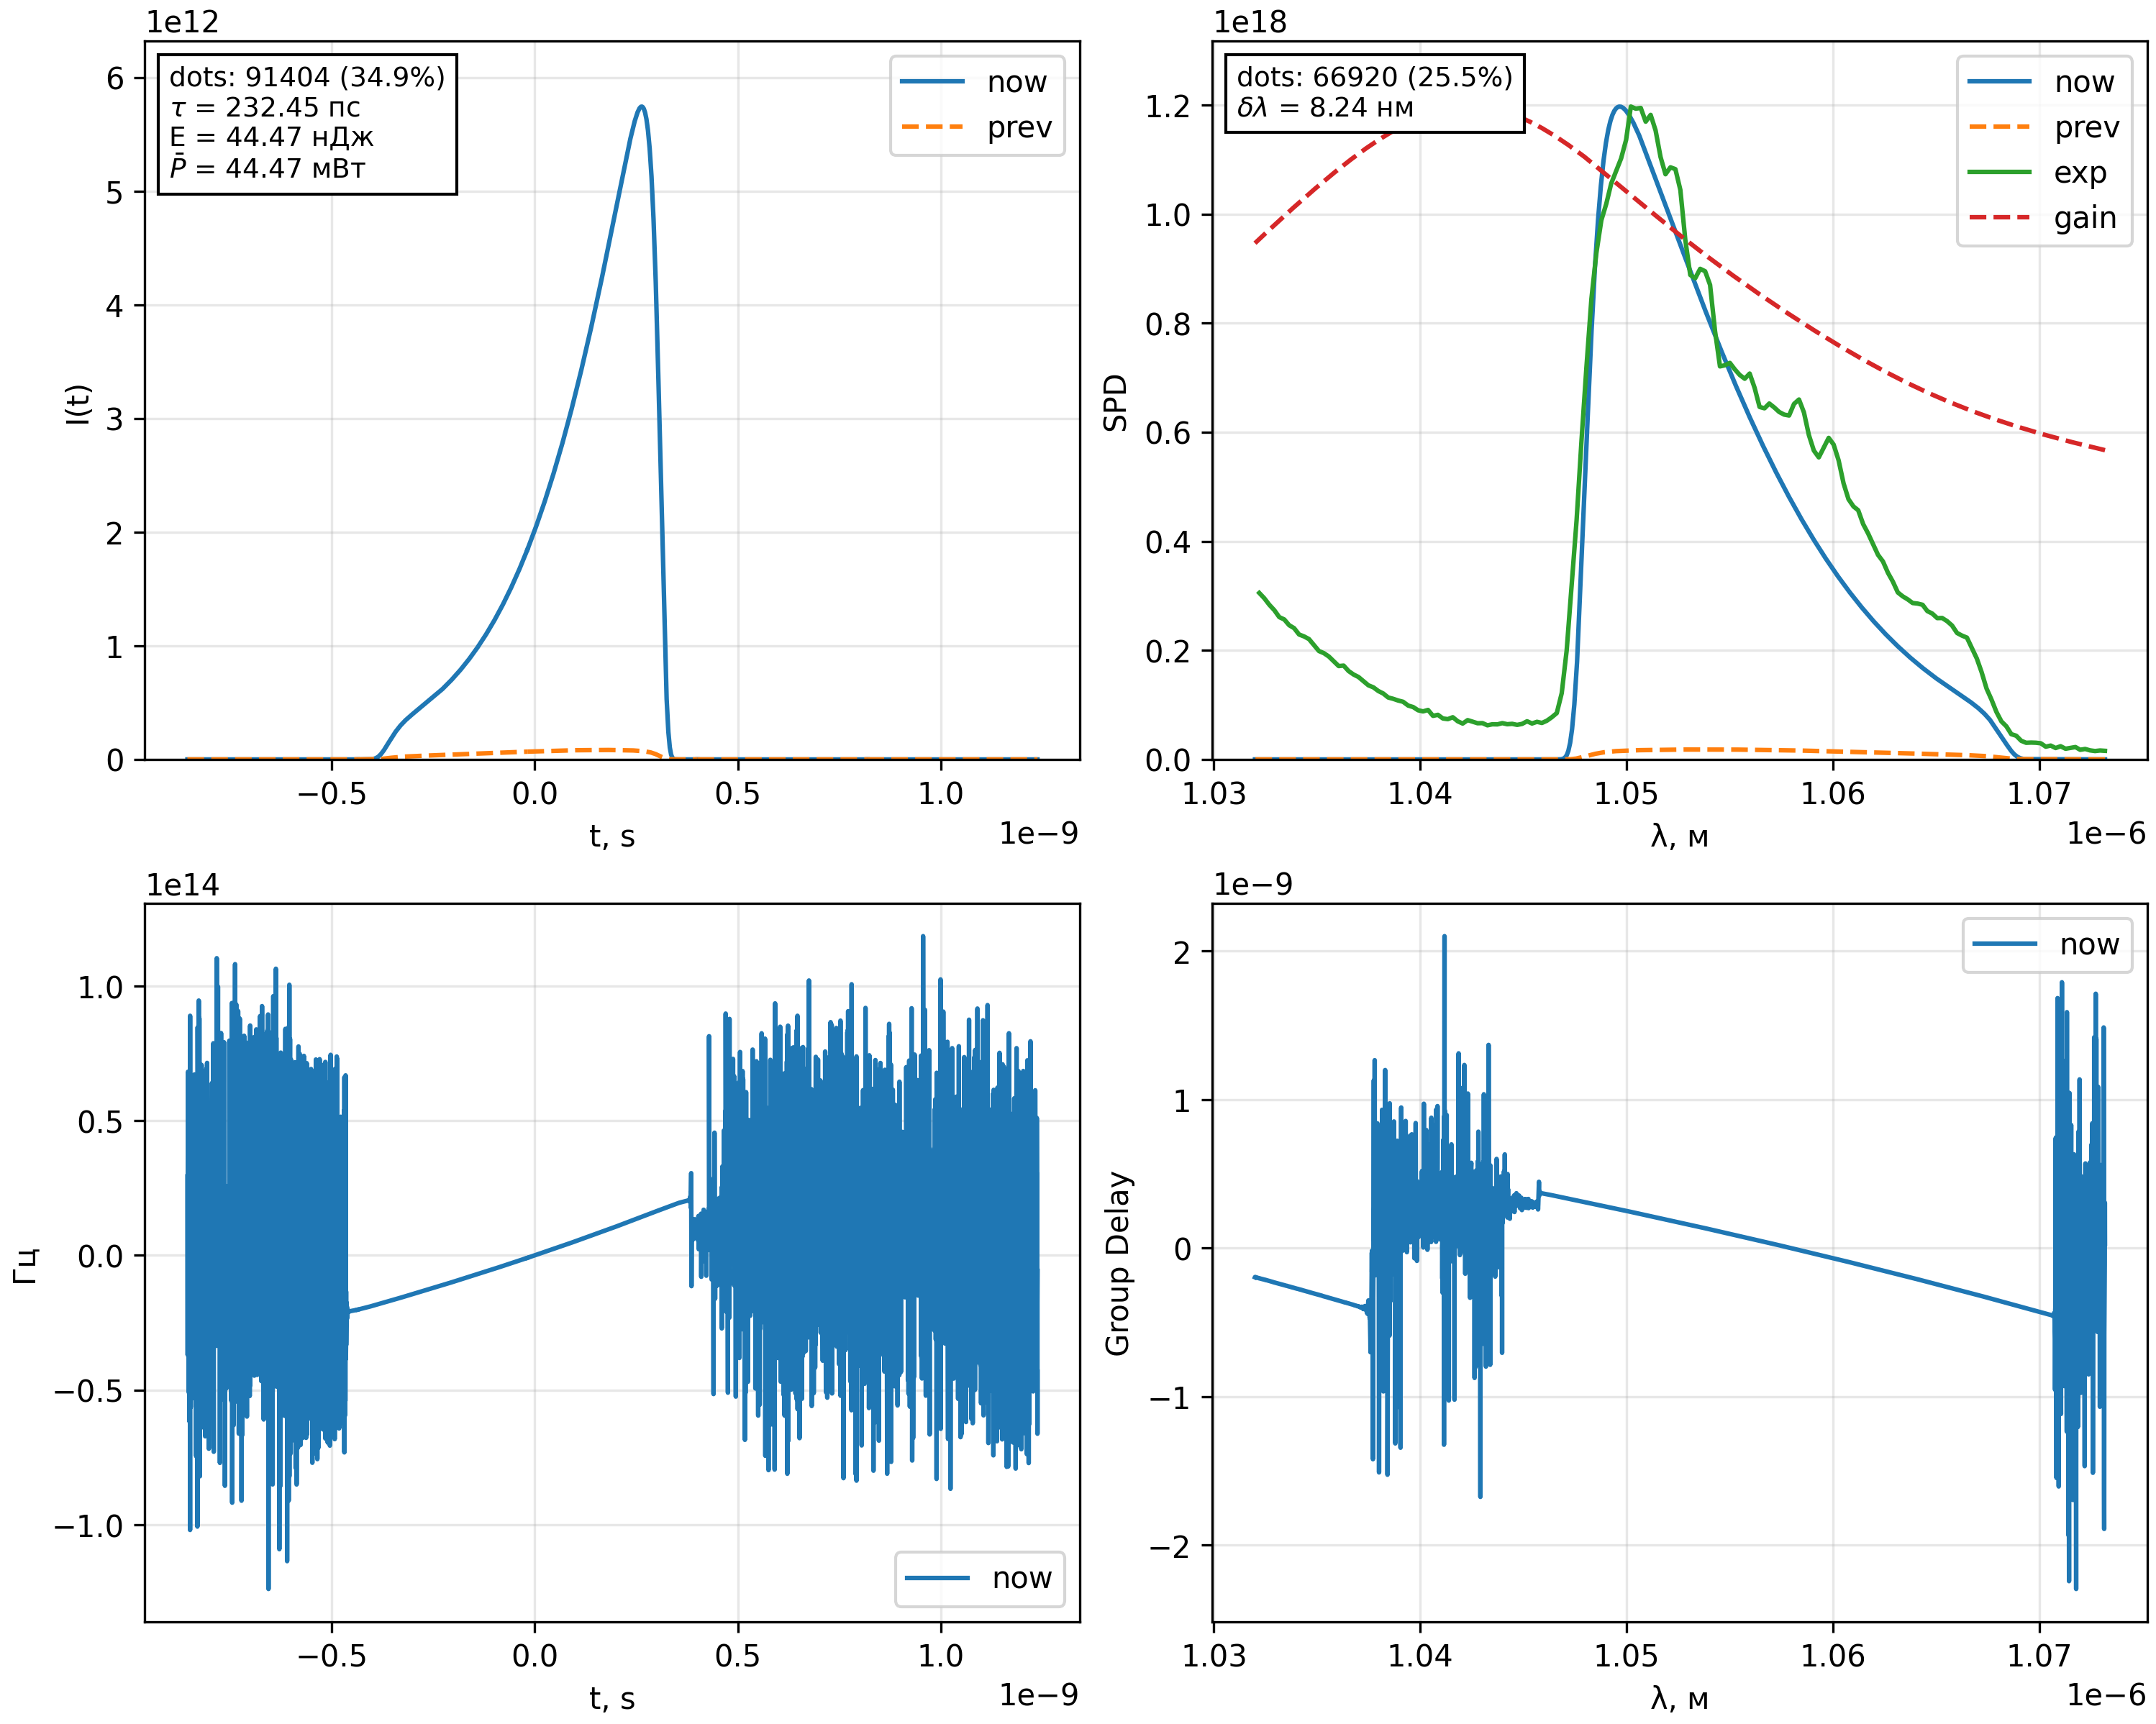 1e12
dots: 91404 (34.9%)
τ = 232.45 пс
E = 44.47 нДж
P̄ = 44.47 мВт
now
prev
6
5
4
3
2
1
0
I(t)
−0.5
0.0
0.5
1.0
t, s
1e−9
1e18
dots: 66920 (25.5%)
δλ = 8.24 нм
now
prev
exp
gain
1.2
1.0
0.8
0.6
0.4
0.2
0.0
SPD
1.03
1.04
1.05
1.06
1.07
λ, м
1e−6
1e14
1.0
0.5
0.0
−0.5
−1.0
Гц
now
−0.5
0.0
0.5
1.0
t, s
1e−9
1e−9
now
2
1
0
−1
−2
Group Delay
1.03
1.04
1.05
1.06
1.07
λ, м
1e−6